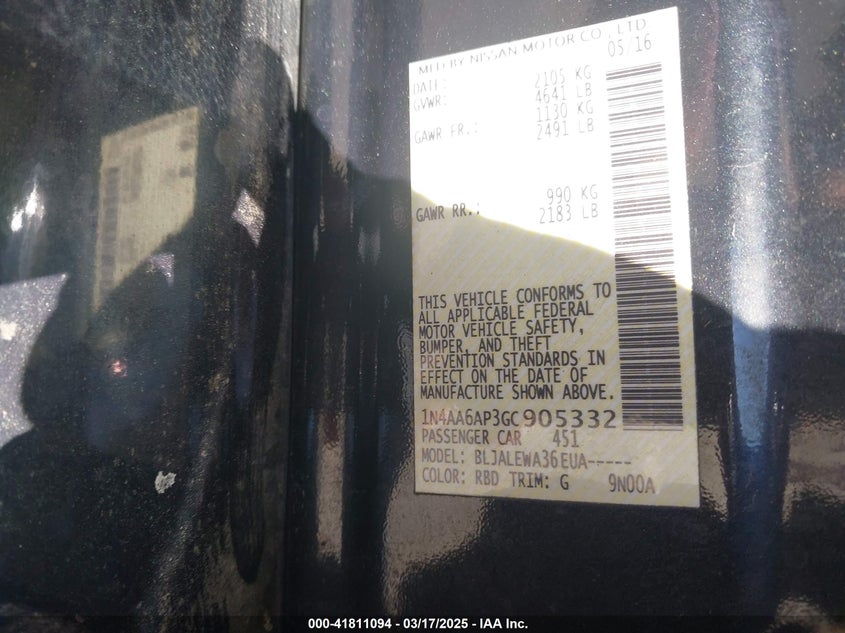 MFD BY NISSAN MOTOR CO., LTD
DATE: 05/16
GVWR: 2105 KG
4641 LB
GAWR FR.: 1130 KG
2491 LB
GAWR RR.: 990 KG
2183 LB
THIS VEHICLE CONFORMS TO
ALL APPLICABLE FEDERAL
MOTOR VEHICLE SAFETY,
BUMPER, AND THEFT
PREVENTION STANDARDS IN
EFFECT ON THE DATE OF
MANUFACTURE SHOWN ABOVE.
1N4AA6AP3GC905332
PASSENGER CAR 451
MODEL: BLJALEWA36EUA-----
COLOR: RBD TRIM: G 9N00A
000-41811094 — 03/17/2025 - IAA Inc.